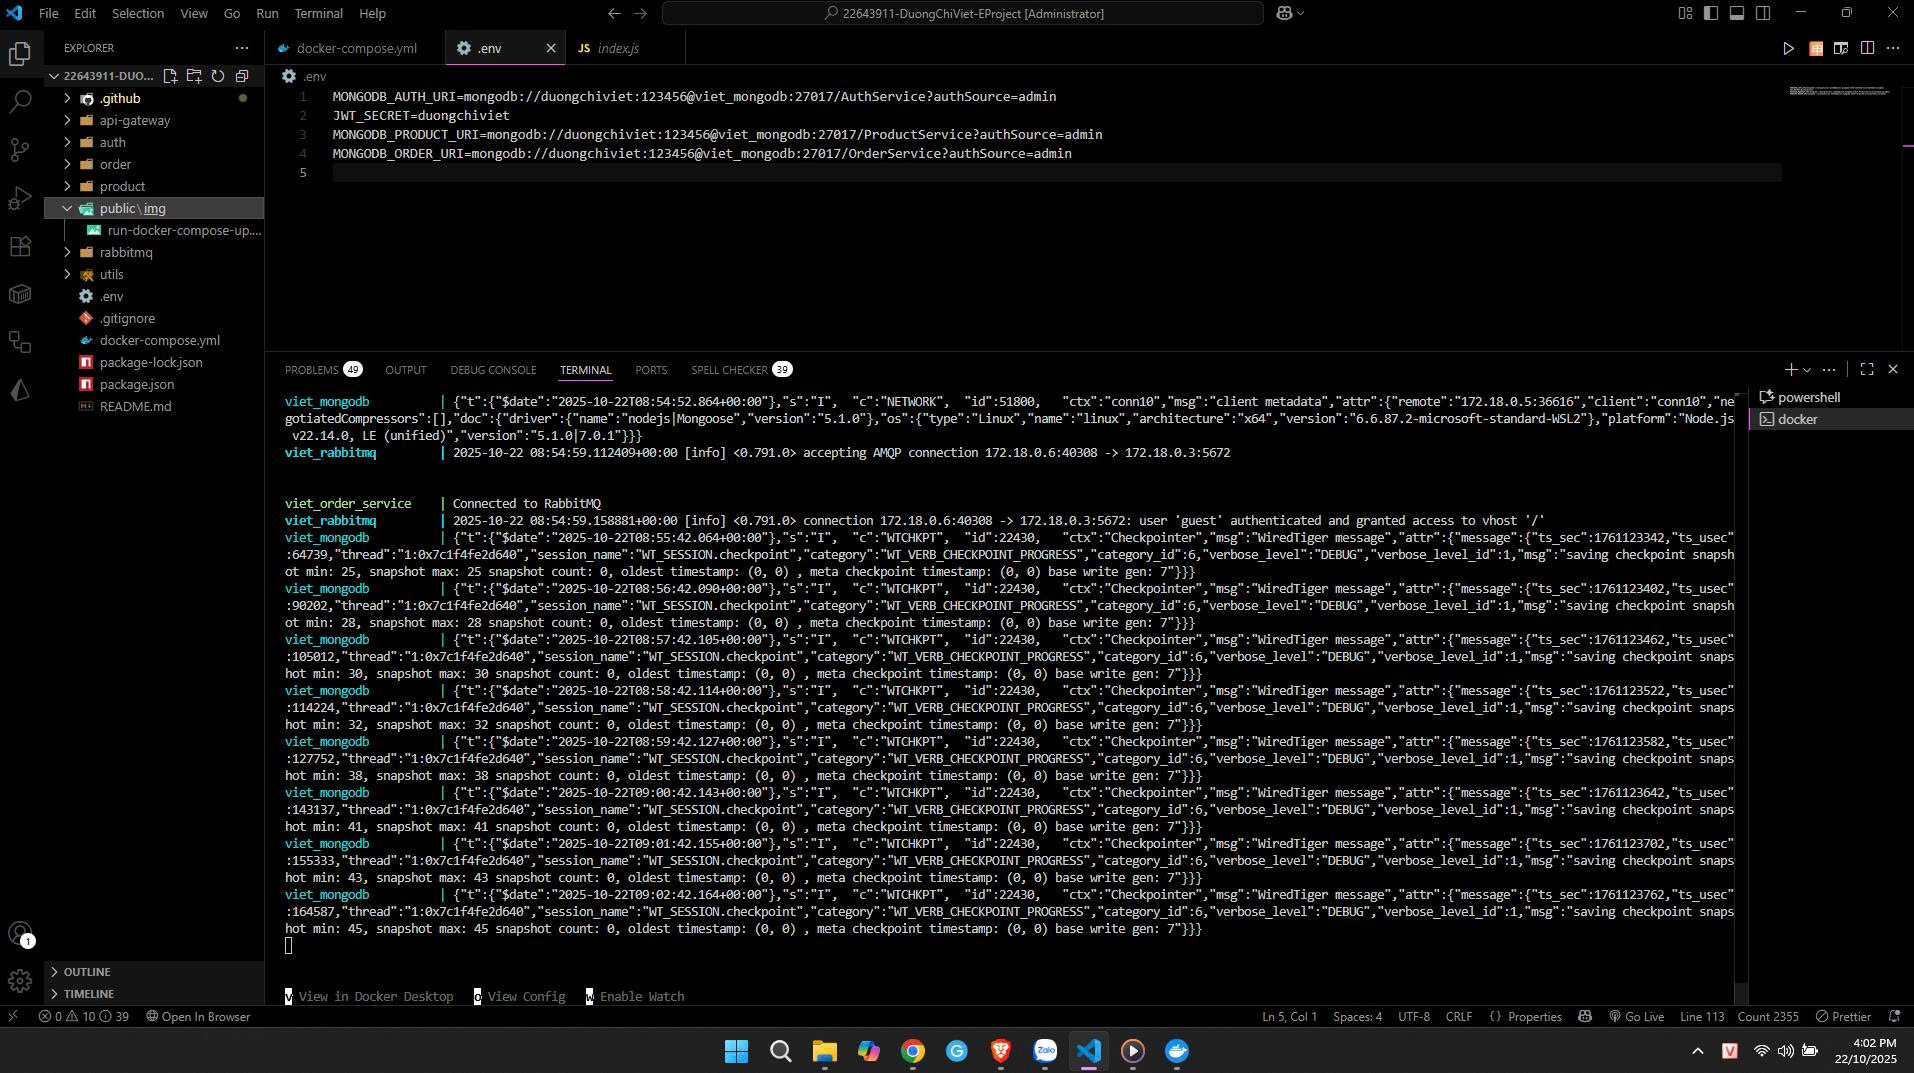 File Edit Selection View Go Run Terminal Help
22643911-DuongChiViet-EProject [Administrator]
EXPLORER
22643911-DUO...
.github
api-gateway
auth
order
product
public\img
run-docker-compose-up....
rabbitmq
utils
.env
.gitignore
docker-compose.yml
package-lock.json
package.json
README.md
OUTLINE
TIMELINE
docker-compose.yml
.env
JS index.js
.env
1 MONGODB_AUTH_URI=mongodb://duongchiviet:123456@viet_mongodb:27017/AuthService?authSource=admin
2 JWT_SECRET=duongchiviet
3 MONGODB_PRODUCT_URI=mongodb://duongchiviet:123456@viet_mongodb:27017/ProductService?authSource=admin
4 MONGODB_ORDER_URI=mongodb://duongchiviet:123456@viet_mongodb:27017/OrderService?authSource=admin
5
PROBLEMS 49 OUTPUT DEBUG CONSOLE TERMINAL PORTS SPELL CHECKER 39
powershell
docker
viet_mongodb | {"t":{"$date":"2025-10-22T08:54:52.864+00:00"},"s":"I", "c":"NETWORK", "id":51800, "ctx":"conn10","msg":"client metadata","attr":{"remote":"172.18.0.5:36616","client":"conn10","ne
gotiatedCompressors":[],"doc":{"driver":{"name":"nodejs|Mongoose","version":"5.1.0"},"os":{"type":"Linux","name":"linux","architecture":"x64","version":"6.6.87.2-microsoft-standard-WSL2"},"platform":"Node.js
v22.14.0, LE (unified)","version":"5.1.0|7.0.1"}}}
viet_rabbitmq | 2025-10-22 08:54:59.112409+00:00 [info] <0.791.0> accepting AMQP connection 172.18.0.6:40308 -> 172.18.0.3:5672
viet_order_service | Connected to RabbitMQ
viet_rabbitmq | 2025-10-22 08:54:59.158881+00:00 [info] <0.791.0> connection 172.18.0.6:40308 -> 172.18.0.3:5672: user 'guest' authenticated and granted access to vhost '/'
viet_mongodb | {"t":{"$date":"2025-10-22T08:55:42.064+00:00"},"s":"I", "c":"WTCHKPT", "id":22430, "ctx":"Checkpointer","msg":"WiredTiger message","attr":{"message":{"ts_sec":1761123342,"ts_usec"
:64739,"thread":"1:0x7c1f4fe2d640","session_name":"WT_SESSION.checkpoint","category":"WT_VERB_CHECKPOINT_PROGRESS","category_id":6,"verbose_level":"DEBUG","verbose_level_id":1,"msg":"saving checkpoint snapsh
ot min: 25, snapshot max: 25 snapshot count: 0, oldest timestamp: (0, 0) , meta checkpoint timestamp: (0, 0) base write gen: 7"}}}
viet_mongodb | {"t":{"$date":"2025-10-22T08:56:42.090+00:00"},"s":"I", "c":"WTCHKPT", "id":22430, "ctx":"Checkpointer","msg":"WiredTiger message","attr":{"message":{"ts_sec":1761123402,"ts_usec"
:90202,"thread":"1:0x7c1f4fe2d640","session_name":"WT_SESSION.checkpoint","category":"WT_VERB_CHECKPOINT_PROGRESS","category_id":6,"verbose_level":"DEBUG","verbose_level_id":1,"msg":"saving checkpoint snapsh
ot min: 28, snapshot max: 28 snapshot count: 0, oldest timestamp: (0, 0) , meta checkpoint timestamp: (0, 0) base write gen: 7"}}}
viet_mongodb | {"t":{"$date":"2025-10-22T08:57:42.105+00:00"},"s":"I", "c":"WTCHKPT", "id":22430, "ctx":"Checkpointer","msg":"WiredTiger message","attr":{"message":{"ts_sec":1761123462,"ts_usec"
:105012,"thread":"1:0x7c1f4fe2d640","session_name":"WT_SESSION.checkpoint","category":"WT_VERB_CHECKPOINT_PROGRESS","category_id":6,"verbose_level":"DEBUG","verbose_level_id":1,"msg":"saving checkpoint snaps
hot min: 30, snapshot max: 30 snapshot count: 0, oldest timestamp: (0, 0) , meta checkpoint timestamp: (0, 0) base write gen: 7"}}}
viet_mongodb | {"t":{"$date":"2025-10-22T08:58:42.114+00:00"},"s":"I", "c":"WTCHKPT", "id":22430, "ctx":"Checkpointer","msg":"WiredTiger message","attr":{"message":{"ts_sec":1761123522,"ts_usec"
:114224,"thread":"1:0x7c1f4fe2d640","session_name":"WT_SESSION.checkpoint","category":"WT_VERB_CHECKPOINT_PROGRESS","category_id":6,"verbose_level":"DEBUG","verbose_level_id":1,"msg":"saving checkpoint snaps
hot min: 32, snapshot max: 32 snapshot count: 0, oldest timestamp: (0, 0) , meta checkpoint timestamp: (0, 0) base write gen: 7"}}}
viet_mongodb | {"t":{"$date":"2025-10-22T08:59:42.127+00:00"},"s":"I", "c":"WTCHKPT", "id":22430, "ctx":"Checkpointer","msg":"WiredTiger message","attr":{"message":{"ts_sec":1761123582,"ts_usec"
:127752,"thread":"1:0x7c1f4fe2d640","session_name":"WT_SESSION.checkpoint","category":"WT_VERB_CHECKPOINT_PROGRESS","category_id":6,"verbose_level":"DEBUG","verbose_level_id":1,"msg":"saving checkpoint snaps
hot min: 38, snapshot max: 38 snapshot count: 0, oldest timestamp: (0, 0) , meta checkpoint timestamp: (0, 0) base write gen: 7"}}}
viet_mongodb | {"t":{"$date":"2025-10-22T09:00:42.143+00:00"},"s":"I", "c":"WTCHKPT", "id":22430, "ctx":"Checkpointer","msg":"WiredTiger message","attr":{"message":{"ts_sec":1761123642,"ts_usec"
:143137,"thread":"1:0x7c1f4fe2d640","session_name":"WT_SESSION.checkpoint","category":"WT_VERB_CHECKPOINT_PROGRESS","category_id":6,"verbose_level":"DEBUG","verbose_level_id":1,"msg":"saving checkpoint snaps
hot min: 41, snapshot max: 41 snapshot count: 0, oldest timestamp: (0, 0) , meta checkpoint timestamp: (0, 0) base write gen: 7"}}}
viet_mongodb | {"t":{"$date":"2025-10-22T09:01:42.155+00:00"},"s":"I", "c":"WTCHKPT", "id":22430, "ctx":"Checkpointer","msg":"WiredTiger message","attr":{"message":{"ts_sec":1761123702,"ts_usec"
:155333,"thread":"1:0x7c1f4fe2d640","session_name":"WT_SESSION.checkpoint","category":"WT_VERB_CHECKPOINT_PROGRESS","category_id":6,"verbose_level":"DEBUG","verbose_level_id":1,"msg":"saving checkpoint snaps
hot min: 43, snapshot max: 43 snapshot count: 0, oldest timestamp: (0, 0) , meta checkpoint timestamp: (0, 0) base write gen: 7"}}}
viet_mongodb | {"t":{"$date":"2025-10-22T09:02:42.164+00:00"},"s":"I", "c":"WTCHKPT", "id":22430, "ctx":"Checkpointer","msg":"WiredTiger message","attr":{"message":{"ts_sec":1761123762,"ts_usec"
:164587,"thread":"1:0x7c1f4fe2d640","session_name":"WT_SESSION.checkpoint","category":"WT_VERB_CHECKPOINT_PROGRESS","category_id":6,"verbose_level":"DEBUG","verbose_level_id":1,"msg":"saving checkpoint snaps
hot min: 45, snapshot max: 45 snapshot count: 0, oldest timestamp: (0, 0) , meta checkpoint timestamp: (0, 0) base write gen: 7"}}}
v View in Docker Desktop o View Config w Enable Watch
1
0 10 39 Open In Browser
Ln 5, Col 1 Spaces: 4 UTF-8 CRLF {} Properties Go Live Line 113 Count 2355 Prettier
Zalo
V
4:02 PM
22/10/2025